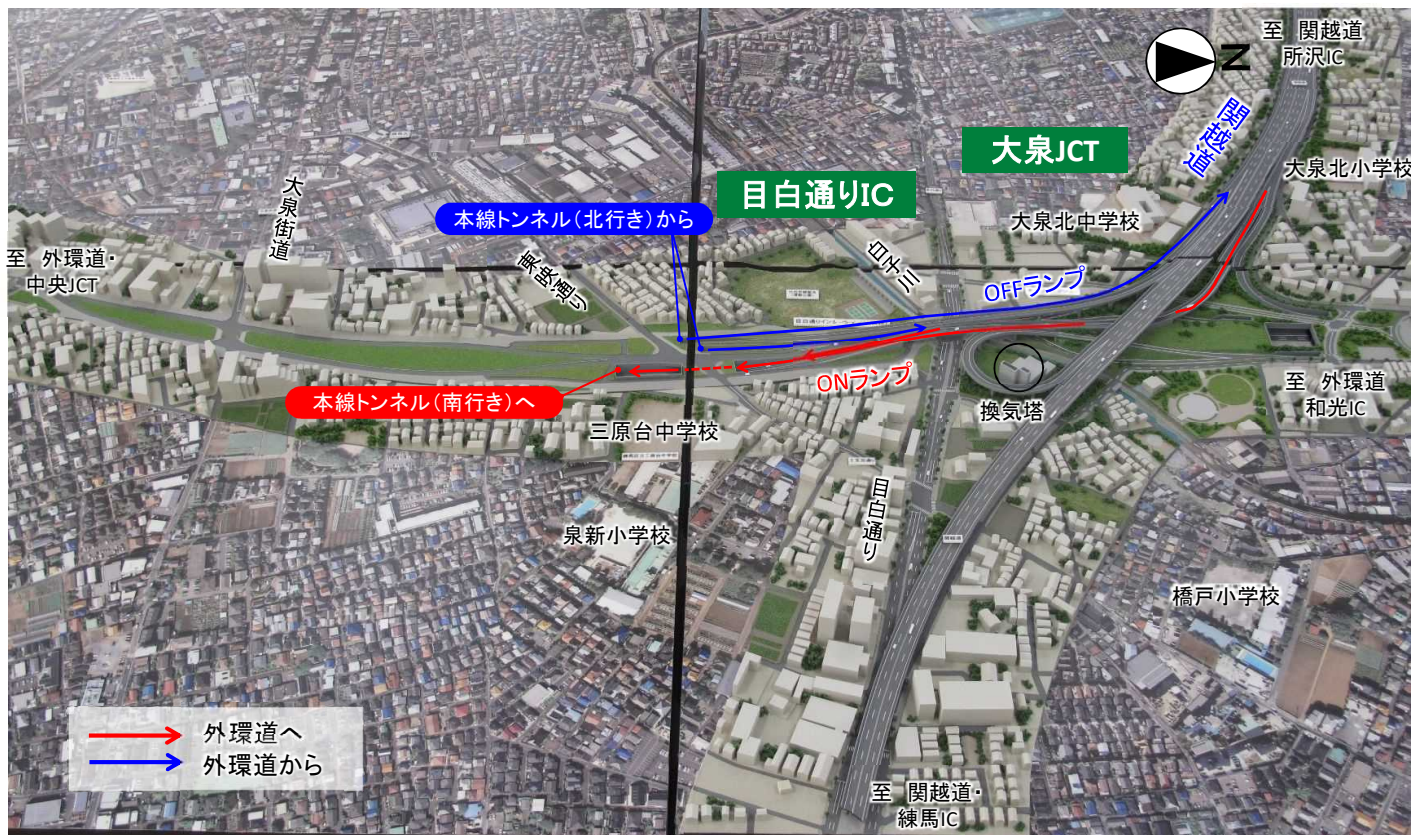 至 関越道
所沢IC
N
関越道
大泉JCT
大泉北小学校
目白通りIC
大泉北中学校
大泉街道
本線トンネル（北行き）から
白子川
至 外環道・
中央JCT
東映通り
OFFランプ
ONランプ
本線トンネル（南行き）へ
換気塔
至 外環道
和光IC
三原台中学校
目白通り
泉新小学校
橋戸小学校
外環道へ
外環道から
至 関越道・
練馬IC